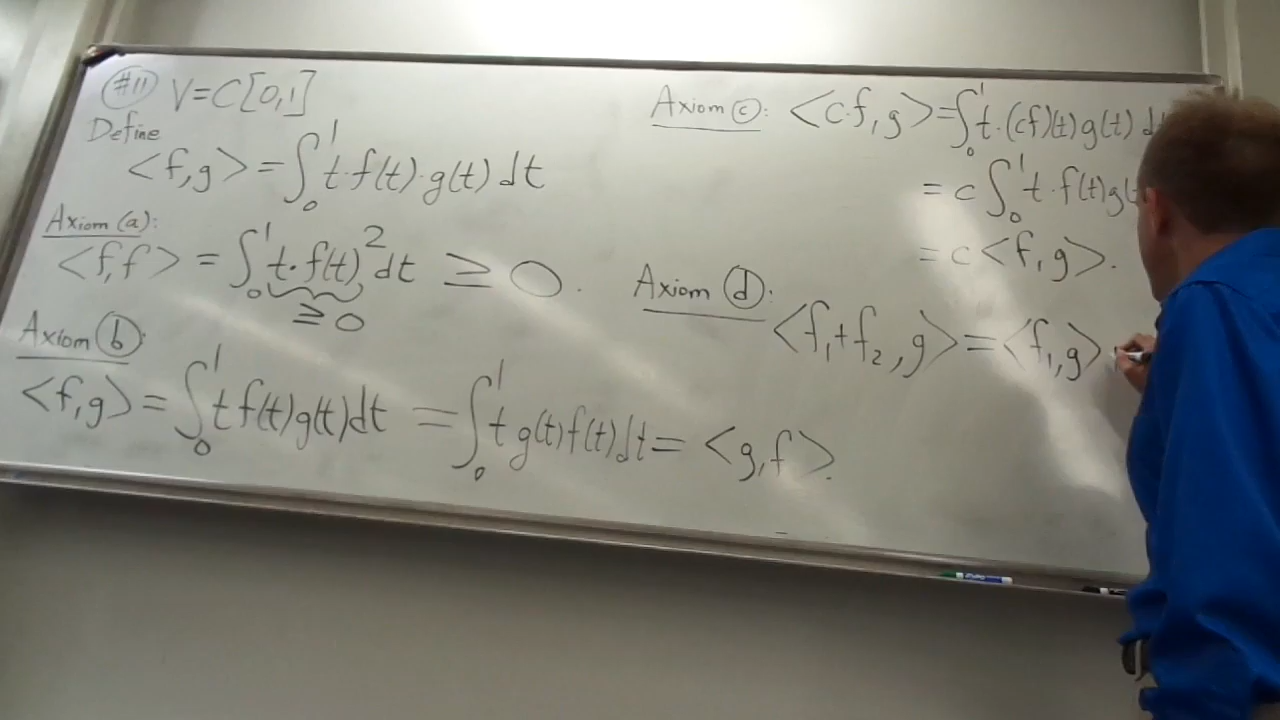 #11 V=C[0,1]
Define
<f,g> = ∫₀¹ t·f(t)·g(t) dt
Axiom (a):
<f,f> = ∫₀¹ t·f(t)² dt ≥ 0.
≥ 0
Axiom (b):
<f,g> = ∫₀¹ t f(t)g(t)dt = ∫₀¹ t g(t)f(t)dt = <g,f>.
Axiom (c): <c·f,g> = ∫₀¹ t·(cf)(t)g(t) dt
= c ∫₀¹ t·f(t)g(t
= c<f,g>.
Axiom (d):
<f₁+f₂,g> = <f₁,g>